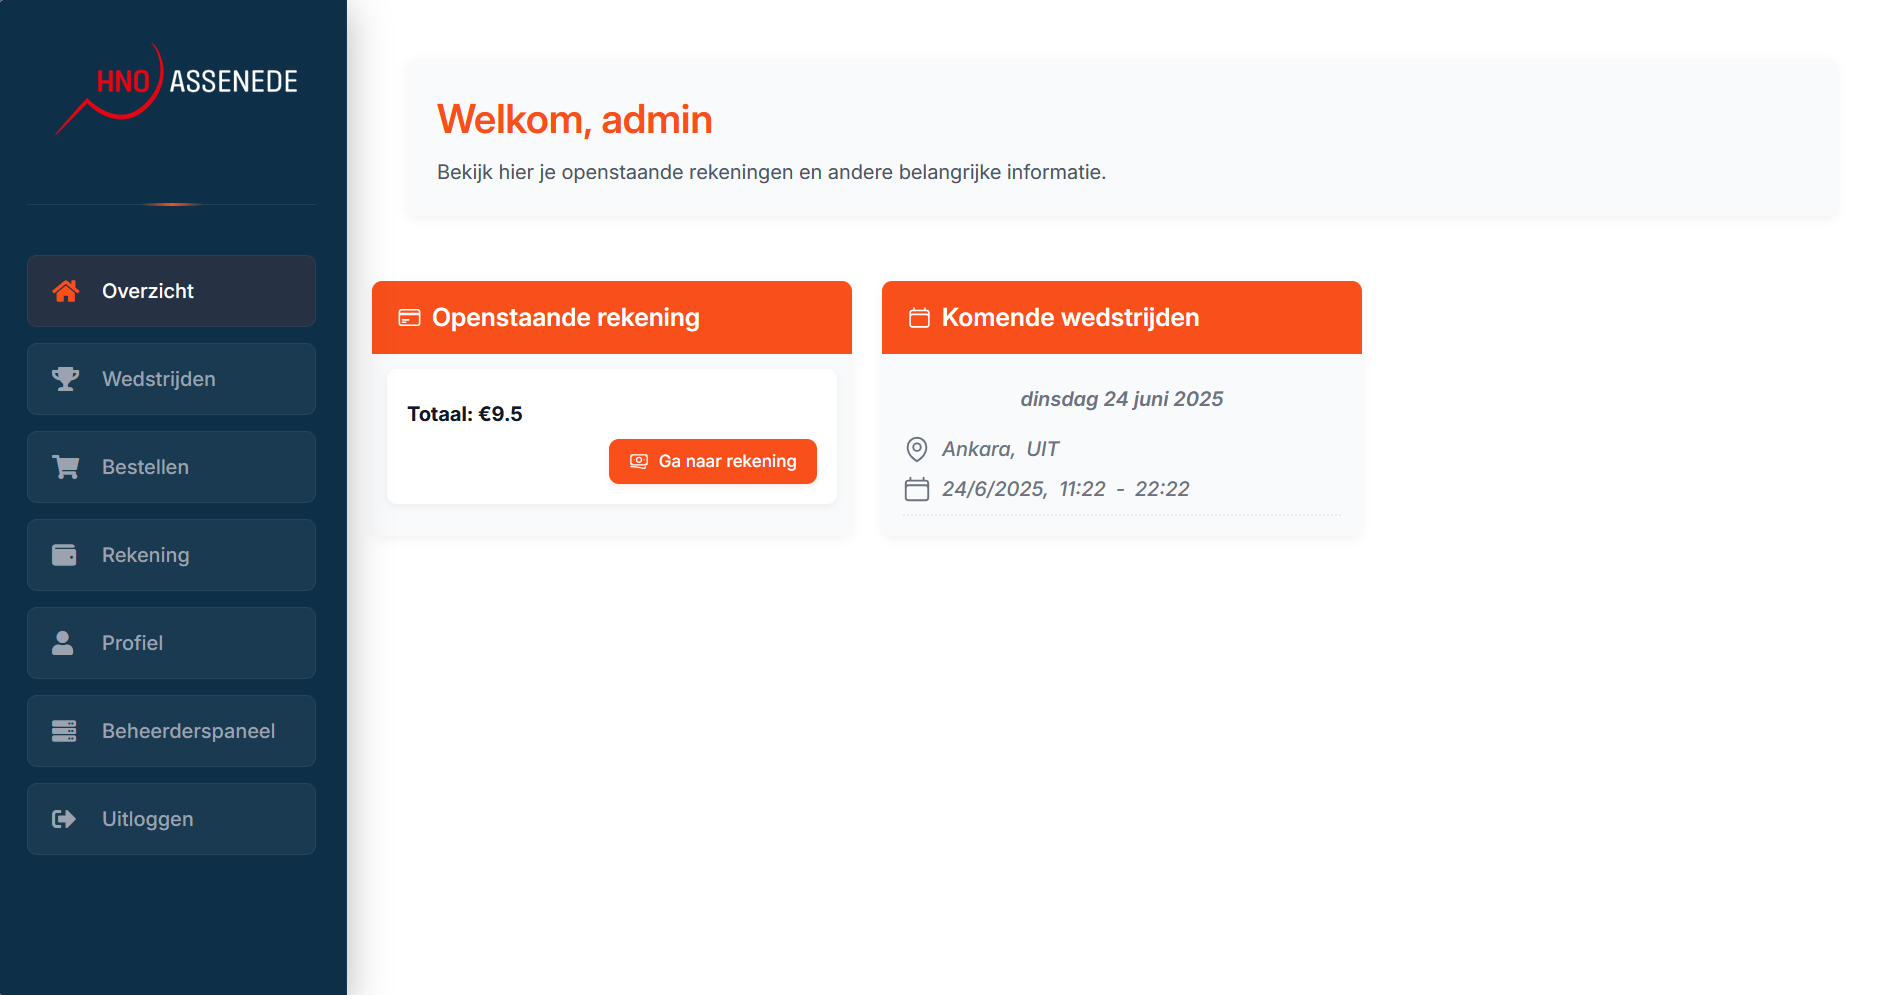 HNO ASSENEDE
Overzicht
Wedstrijden
Bestellen
Rekening
Profiel
Beheerderspaneel
Uitloggen
Welkom, admin
Bekijk hier je openstaande rekeningen en andere belangrijke informatie.
Openstaande rekening
Totaal: €9.5
Ga naar rekening
Komende wedstrijden
dinsdag 24 juni 2025
Ankara, UIT
24/6/2025, 11:22 - 22:22